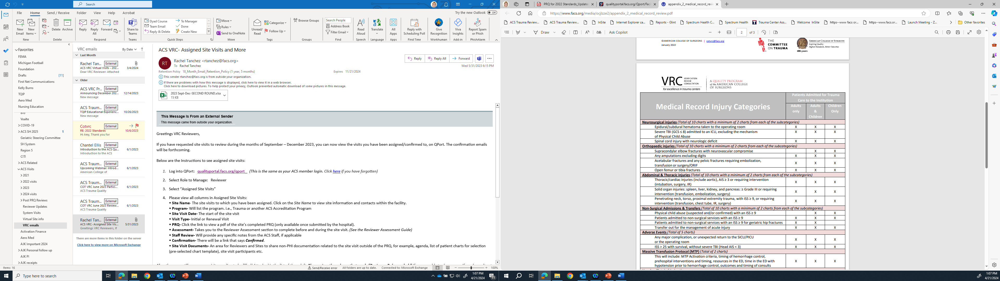 Search
File Home Send / Receive Folder View Help Acrobat
Try the new Outlook Off
New Email New Items Delete Archive Reply Reply All Forward Share to Teams Dyad Course To Manager Team Email Done Reply & Delete Create New Move Rules Send to OneNote Unread/ Read Categorize Follow Up Browse Groups Search People Address Book Filter Email Read Aloud Translate All Apps Reply with Scheduling Poll Give Recognition Viva Insights Report Spam or Phish
New Delete Respond Teams Quick Steps Move Tags Groups Find Speech Language Apps Find Time Workhuman Add-in PhishAlarm
Favorites
FEMA
Michigan Football
Foundation
Drafts [11]
First Net Communications
Kelly Burns
TQIP
Aero Med
Nursing Education
BIG
Voalte
COVID-19
ACS SH 2025 1
Geriatric Steering Committee
SH System
Region 5
CITI
ACS Related
ACS Visits
2021
2022 visits
2023
2024 visits
Post PRQ Reviews
Reviewer Updates
System Visits
Virtual Site info
VRC emails
Activation Finance
Aero Med
AJK Important 2024
AJK Personal follow up
AJK PI
AJK receipts
VRC emails By Date
Last Month
Rachel Tan... External
ACS VRC Virtual Visits - 202... 3/4/2024
Dear VRC Reviewer: Attached
Older
ACS VRC Pr... External
Announcing December 202... 12/14/2023
New message
ACS Traum... External
TQIP Educational Experienc... 10/26/2023
New message
Cotvrc External
RE: 2022 Standards 10/6/2023
Hi Amy, Thank you for
Chantel Ellis External
Introduction to the ACS Qu... 6/1/2023
Introduction to the ACS
ACS Traum... External
Upcoming Webinar: Introd... 6/1/2023
American College of
ACS Traum... External
COT VRC June 2023 Partici... 6/1/2023
ACS Trauma Quality
ACS Traum... External
COT VRC June 2023 Review... 6/1/2023
ACS Trauma Quality
Rachel Tan... External
ACS VRC- Assigned Site Vis... 5/31/2023
Greetings VRC Reviewers, If
There are more items in this folder on the server
Click here to view more on Microsoft Exchange
ACS VRC- Assigned Site Visits and More
RT
Rachel Tanchez <rtanchez@facs.org>
To Rachel Tanchez
Reply Reply All Forward
Wed 5/31/2023 6:15 PM
Retention Policy 18_Month_Email_Retention_Policy (1 year, 5 months) Expires 11/21/2024
This sender rtanchez@facs.org is from outside your organization.
If there are problems with how this message is displayed, click here to view it in a web browser.
Click here to download pictures. To help protect your privacy, Outlook prevented automatic download of some pictures in this message.
2023 Sept-Dec-SECOND ROUND.xlsx
15 KB
This Message Is From an External Sender
This message came from outside your organization.
Greetings VRC Reviewers,
If you have requested site visits to review during the months of September – December 2023, you can now view the visits you have been assigned/confirmed to, on QPort. The confirmation emails
will be forthcoming.
Below are the Instructions to see assigned site visits:
1. Log into QPort: qualityportal.facs.org/qport (This is the same as your ACS member login. Click here if you have forgotten)
2. Select Role to Manage: Reviewer
3. Select “Assigned Site Visits”
4. Please view all columns in Assigned Site Visits:
• Site Name- The site visits to which you have been assigned. Click on the Site Name to view site information and contacts within the facility.
• Program- Will list the program. i.e., Trauma or another ACS Accreditation Program
• Site Visit Date- The start of the site visit
• Visit Type- Initial or Renewal Visit
• PRQ- Click the link to view a pdf of the site’s completed PRQ (only available once submitted by the hospital).
• Assessment- Takes you to the Reviewer Assessment section to complete before and during the site visit. (See the Reviewer Assessment Guide)
• Staff Review- Will provide any specific notes from the ACS Staff, if applicable
• Confirmation- There will be a link that says Confirmed.
• Site Visit Documents- An area for Reviewers and Sites to share non-PHI documentation related to the site visit outside of the PRQ, for example, agenda, list of patient charts for selection
(pre-selected chart template), site visit participants etc.
Items: 16 Send/Receive error All folders are up to date. Connected to: Microsoft Exchange 100%
Type here to search
1:07 PM
4/21/2024
35
PRQ for 2022 Standards_Update qualityportal.facs.org/Qport/Facil appendix_2_medical_record_revi
https://www.facs.org/media/ocjlzze2/appendix_2_medical_record_review.pdf
ACS Trauma Review... ACS Trauma Review... InSite Internet Explorer ca... Reports - Glint Spectrum Health C... Spectrum Health Trauma Center Ass... Welcome InSite https--www facs or... https--www.facs.or... Launch Meeting - Z... Other favorites
Draw Ask Copilot 2 of 3
©AMERICAN COLLEGE OF SURGEONS | cotvrc@facs.org
January 2022
THE COMMITTEE ON TRAUMA
AMERICAN COLLEGE OF SURGEONS
Inspiring Quality:
Highest Standards, Better Outcomes
100+years
VRC VERIFICATION REVIEW CONSULTATION
for excellence in trauma centers
A QUALITY PROGRAM
of the AMERICAN COLLEGE
OF SURGEONS
Medical Record Injury Categories
Patients Admitted for Trauma
Care to the Institution
Adults only
Adults & Children
Children Only
Neurosurgical injuries (Total of 10 charts with a minimum of 2 charts from each of the subcategories)
Epidural/subdural hematoma taken to the operating room X X X
Severe TBI (GCS ≤ 8) admitted to an ICU, excluding the mechanism X X X
of Physical Child Abuse
Spinal cord injury with neurologic deficit X X X
Orthopaedic injuries (Total of 10 charts with a minimum of 2 charts from each of the subcategories)
Supracondylar elbow fractures with neurovascular compromise X X
Any amputations excluding digits X X X
Acetabular fractures and any pelvic fractures requiring embolization,
transfusion or surgery/ORIF X X X
Open femur or tibia fractures X X X
Abdominal & Thoracic injuries (Total of 10 charts with a minimum of 2 charts from each of the subcategories)
Thoracic/cardiac injuries (include aortic), AIS ≥ 3 or requiring intervention
(intubation, surgery, IR) X X X
Solid organ injuries: spleen, liver, kidney, and pancreas: ≥ Grade III or requiring
intervention (transfusion, embolization, surgery) X X X
Penetrating neck, torso, proximal extremity trauma, with ISS ≥ 9, or requiring
intervention (transfusion, chest tube, IR, surgery) X X X
Non-Surgical Admissions & Transfers (Total of 10 charts with a minimum of 2 charts from each of the subcategories)
Physical child abuse (suspected and/or confirmed) with an ISS ≥ 9 X X
Patients admitted to non-surgical services with an ISS ≥ 9 X X X
Patients admitted to non-surgical services with an ISS ≥ 9 for geriatric hip fractures X X
Transfer out for the management of acute injury X X X
Adverse Events (Total of 5 charts)
Any major complication, or unexpected return to the SICU/PICU
or the operating room X X X
ISS > 25 with survival, without severe TBI (Head AIS < 3) X X X
Massive Transfusion Protocol (MTP) (Total of 2 charts)
This will include: MTP Activation criteria, timing of hemorrhage control,
prehospital interventions and timing, resources in the ED, time in the ED with
hypotension prior to hemorrhage control, outcomes and timing of consults X X X
1:07 PM
4/21/2024